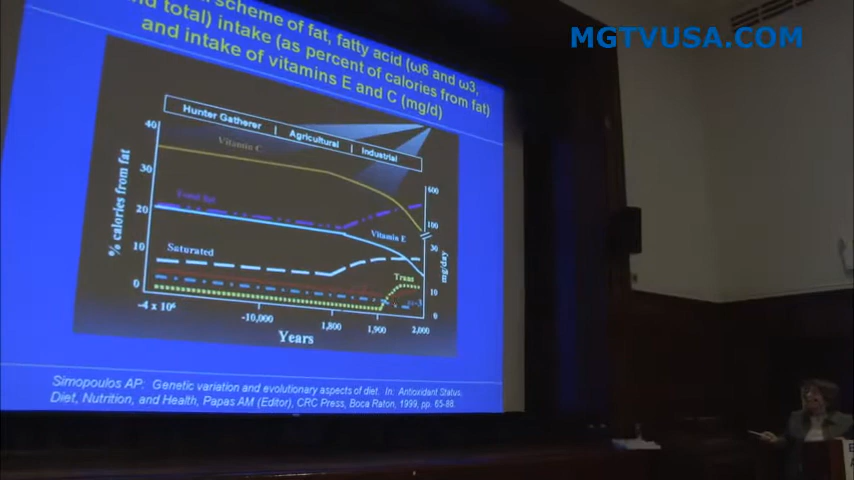 MGTVUSA.COM
scheme of fat, fatty acid (ω6 and ω3,
and total) intake (as percent of calories from fat)
and intake of vitamins E and C (mg/d)
Hunter Gatherer | Agricultural | Industrial
Vitamin C
40
30
20
10
0
% calories from fat
Total fat
Vitamin E
Saturated
Trans
ω-3
600
100
30
10
0
mg/day
-4 x 10⁶
-10,000
1,800
1,900
2,000
Years
Simopoulos AP: Genetic variation and evolutionary aspects of diet. In: Antioxidant Status,
Diet, Nutrition, and Health, Papas AM (Editor), CRC Press, Boca Raton, 1999, pp. 65-88.